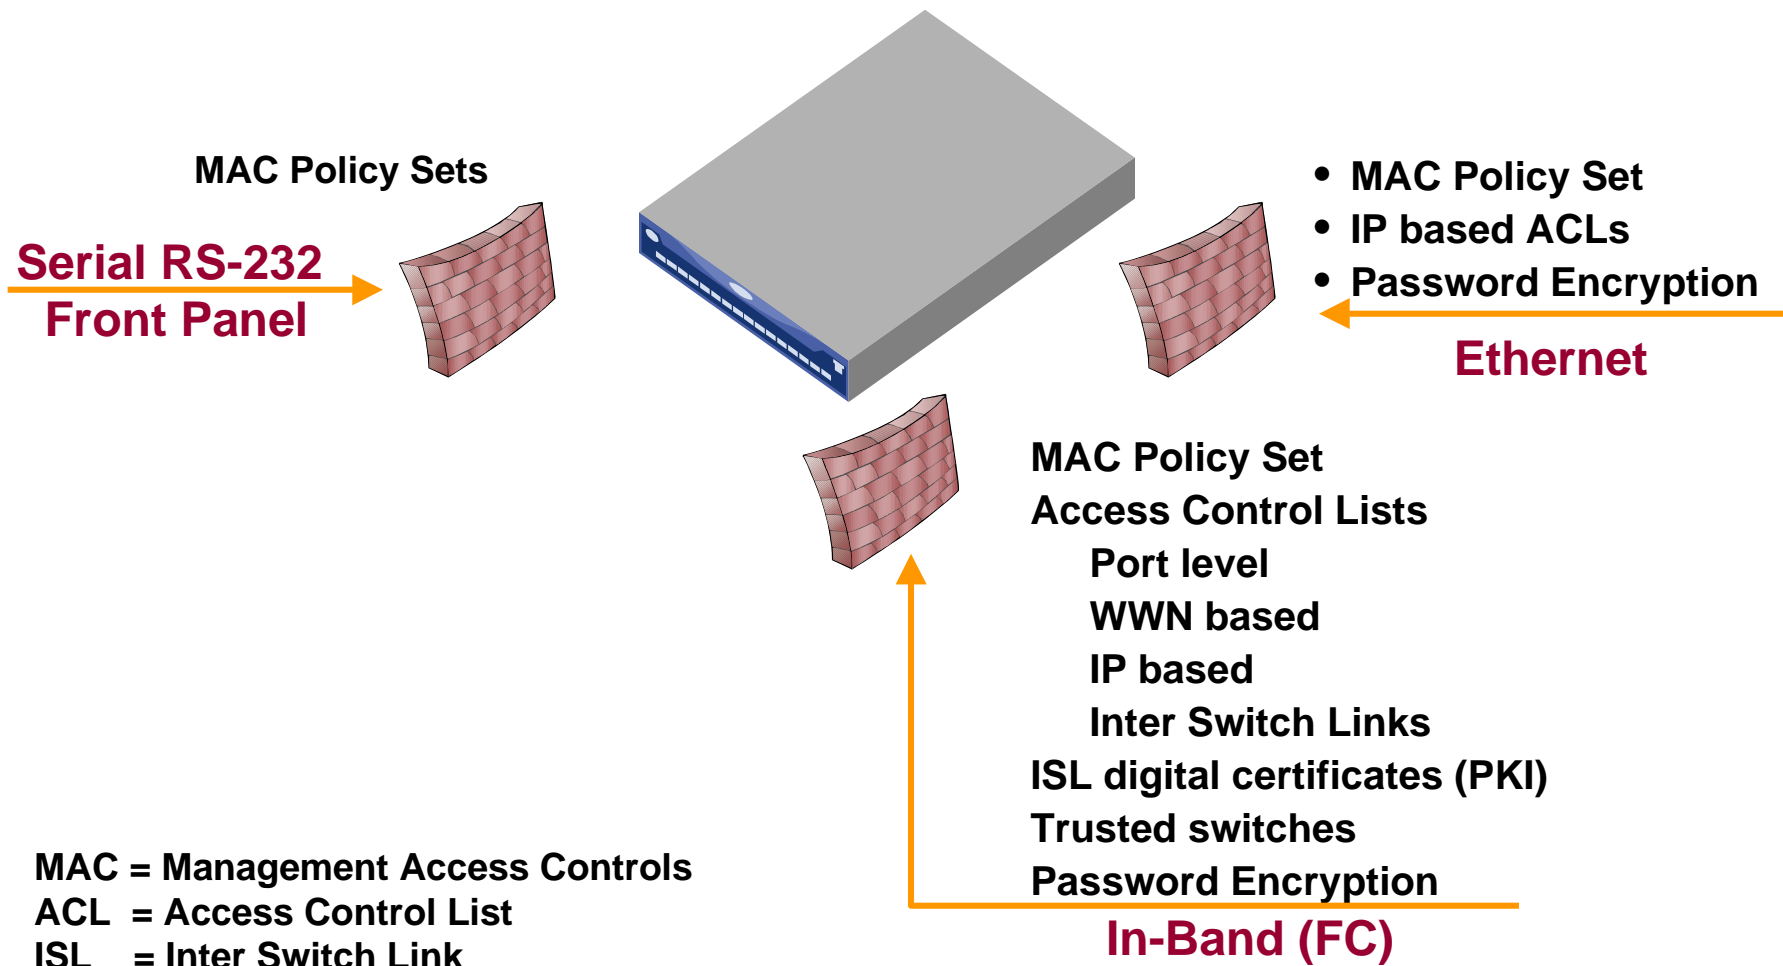 MAC Policy Sets
Serial RS-232
Front Panel
• MAC Policy Set
• IP based ACLs
• Password Encryption
Ethernet
MAC Policy Set
Access Control Lists
Port level
WWN based
IP based
Inter Switch Links
ISL digital certificates (PKI)
Trusted switches
Password Encryption
In-Band (FC)
MAC = Management Access Controls
ACL = Access Control List
ISL = Inter Switch Link